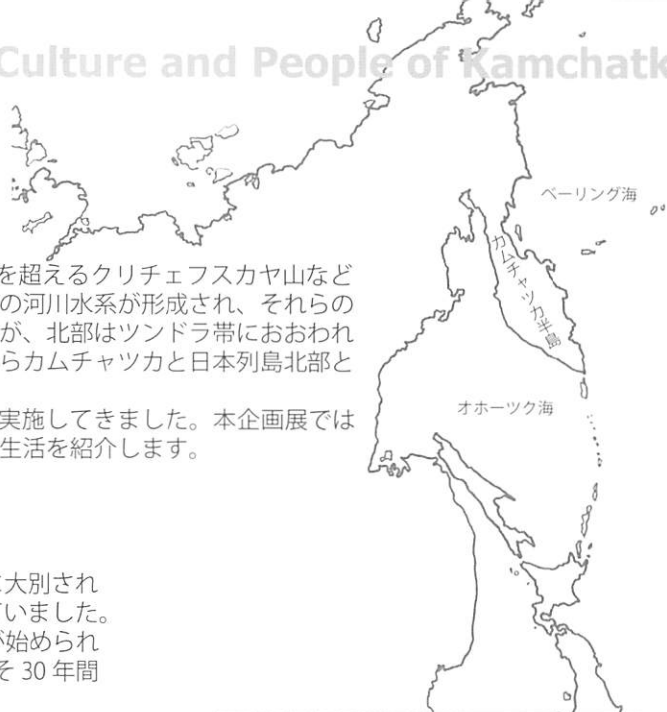 Culture and People of Kamchatk
ベーリング海
カムチャツカ半島
を超えるクリチェフスカヤ山など
の河川水系が形成され、それらの
が、北部はツンドラ帯におおわれ
らカムチャツカと日本列島北部と
オホーツク海
実施してきました。本企画展では
生活を紹介します。
大別され
ていました。
が始められ
そ 30 年間